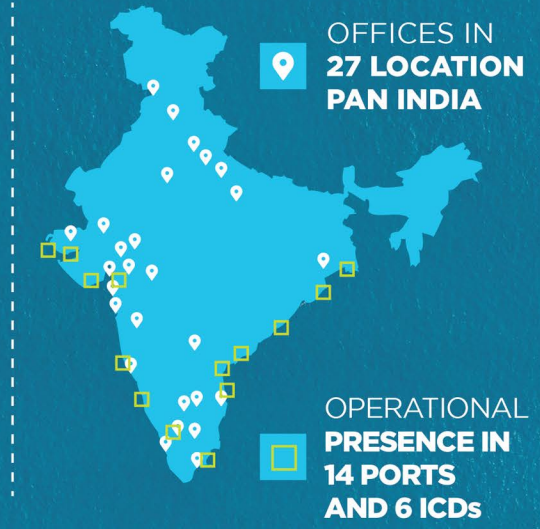 OFFICES IN
27 LOCATION
PAN INDIA
OPERATIONAL
PRESENCE IN
14 PORTS
AND 6 ICDs